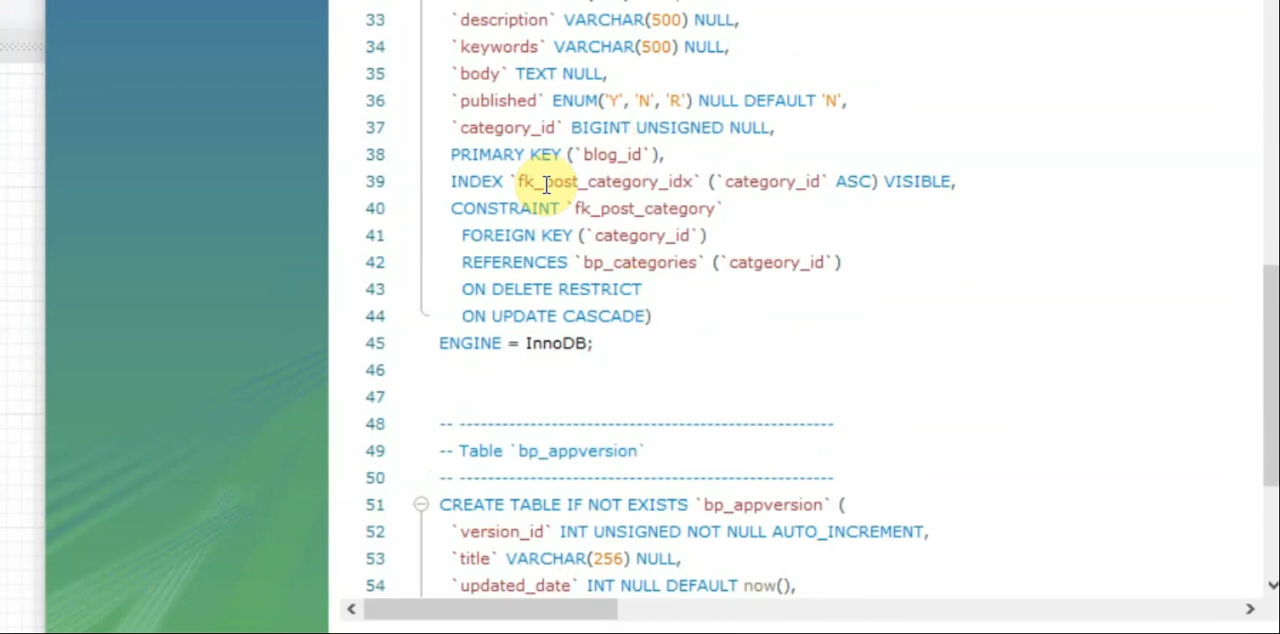 33 `description` VARCHAR(500) NULL,
34 `keywords` VARCHAR(500) NULL,
35 `body` TEXT NULL,
36 `published` ENUM('Y', 'N', 'R') NULL DEFAULT 'N',
37 `category_id` BIGINT UNSIGNED NULL,
38 PRIMARY KEY (`blog_id`),
39 INDEX `fk_post_category_idx` (`category_id` ASC) VISIBLE,
40 CONSTRAINT `fk_post_category`
41 FOREIGN KEY (`category_id`)
42 REFERENCES `bp_categories` (`catgeory_id`)
43 ON DELETE RESTRICT
44 ON UPDATE CASCADE)
45 ENGINE = InnoDB;
46
47
48 -- -----------------------------------------------------
49 -- Table `bp_appversion`
50 -- -----------------------------------------------------
51 CREATE TABLE IF NOT EXISTS `bp_appversion` (
52 `version_id` INT UNSIGNED NOT NULL AUTO_INCREMENT,
53 `title` VARCHAR(256) NULL,
54 `updated_date` INT NULL DEFAULT now(),